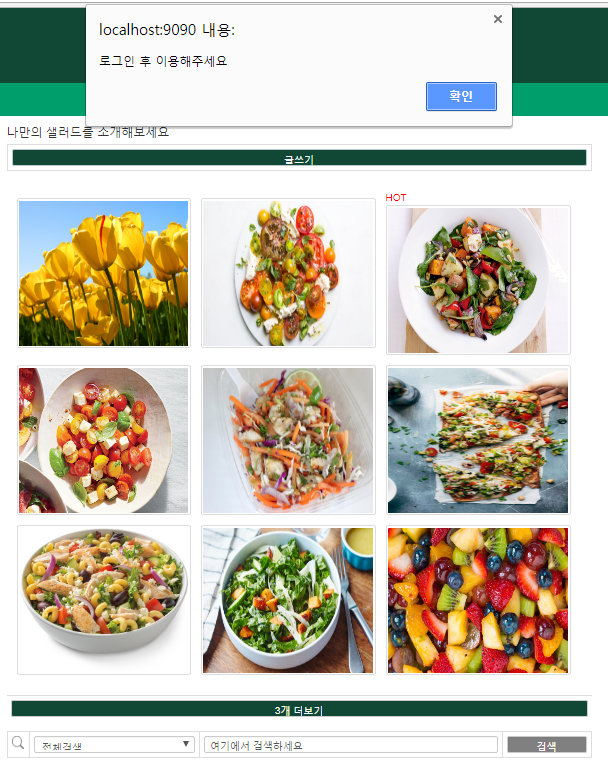 localhost:9090 내용:
로그인 후 이용해주세요
확인
나만의 샐러드를 소개해보세요
글쓰기
HOT
3개 더보기
전체검색
여기에서 검색하세요
검색